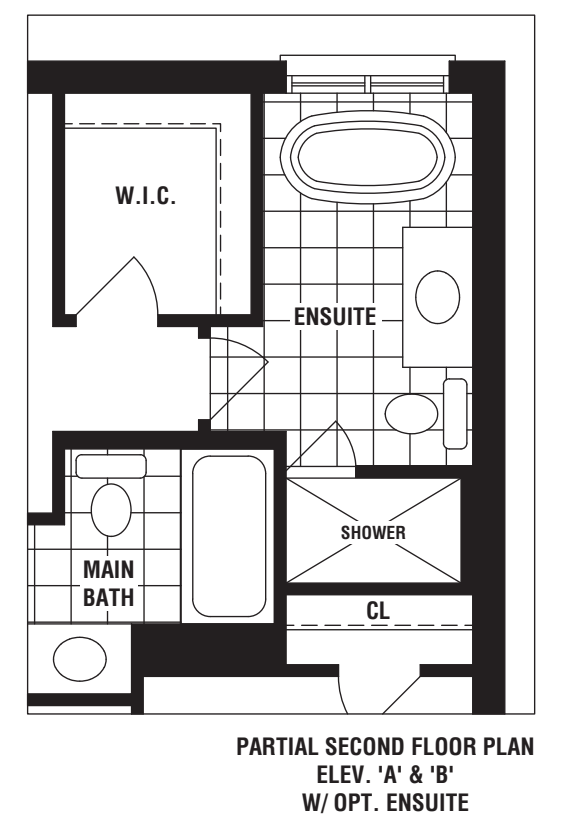 W.I.C.
ENSUITE
SHOWER
MAIN
BATH
CL
PARTIAL SECOND FLOOR PLAN
ELEV. 'A' & 'B'
W/ OPT. ENSUITE